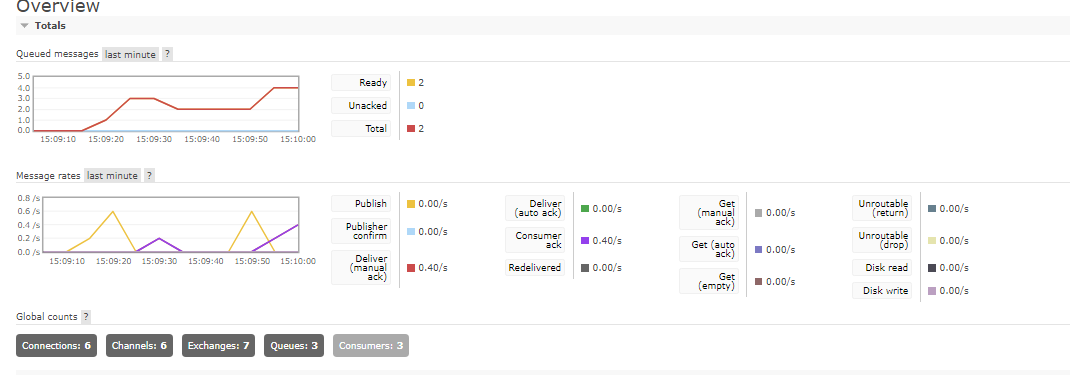 Overview
Totals
Queued messages last minute ?
5.0
4.0
3.0
2.0
1.0
0.0
15:09:10 15:09:20 15:09:30 15:09:40 15:09:50 15:10:00
Ready 2
Unacked 0
Total 2
Message rates last minute ?
0.8 /s
0.6 /s
0.4 /s
0.2 /s
0.0 /s
15:09:10 15:09:20 15:09:30 15:09:40 15:09:50 15:10:00
Publish 0.00/s
Publisher
confirm 0.00/s
Deliver
(manual
ack) 0.40/s
Deliver
(auto ack) 0.00/s
Consumer
ack 0.40/s
Redelivered 0.00/s
Get
(manual
ack) 0.00/s
Get (auto
ack) 0.00/s
Get
(empty) 0.00/s
Unroutable
(return) 0.00/s
Unroutable
(drop) 0.00/s
Disk read 0.00/s
Disk write 0.00/s
Global counts ?
Connections: 6 Channels: 6 Exchanges: 7 Queues: 3 Consumers: 3